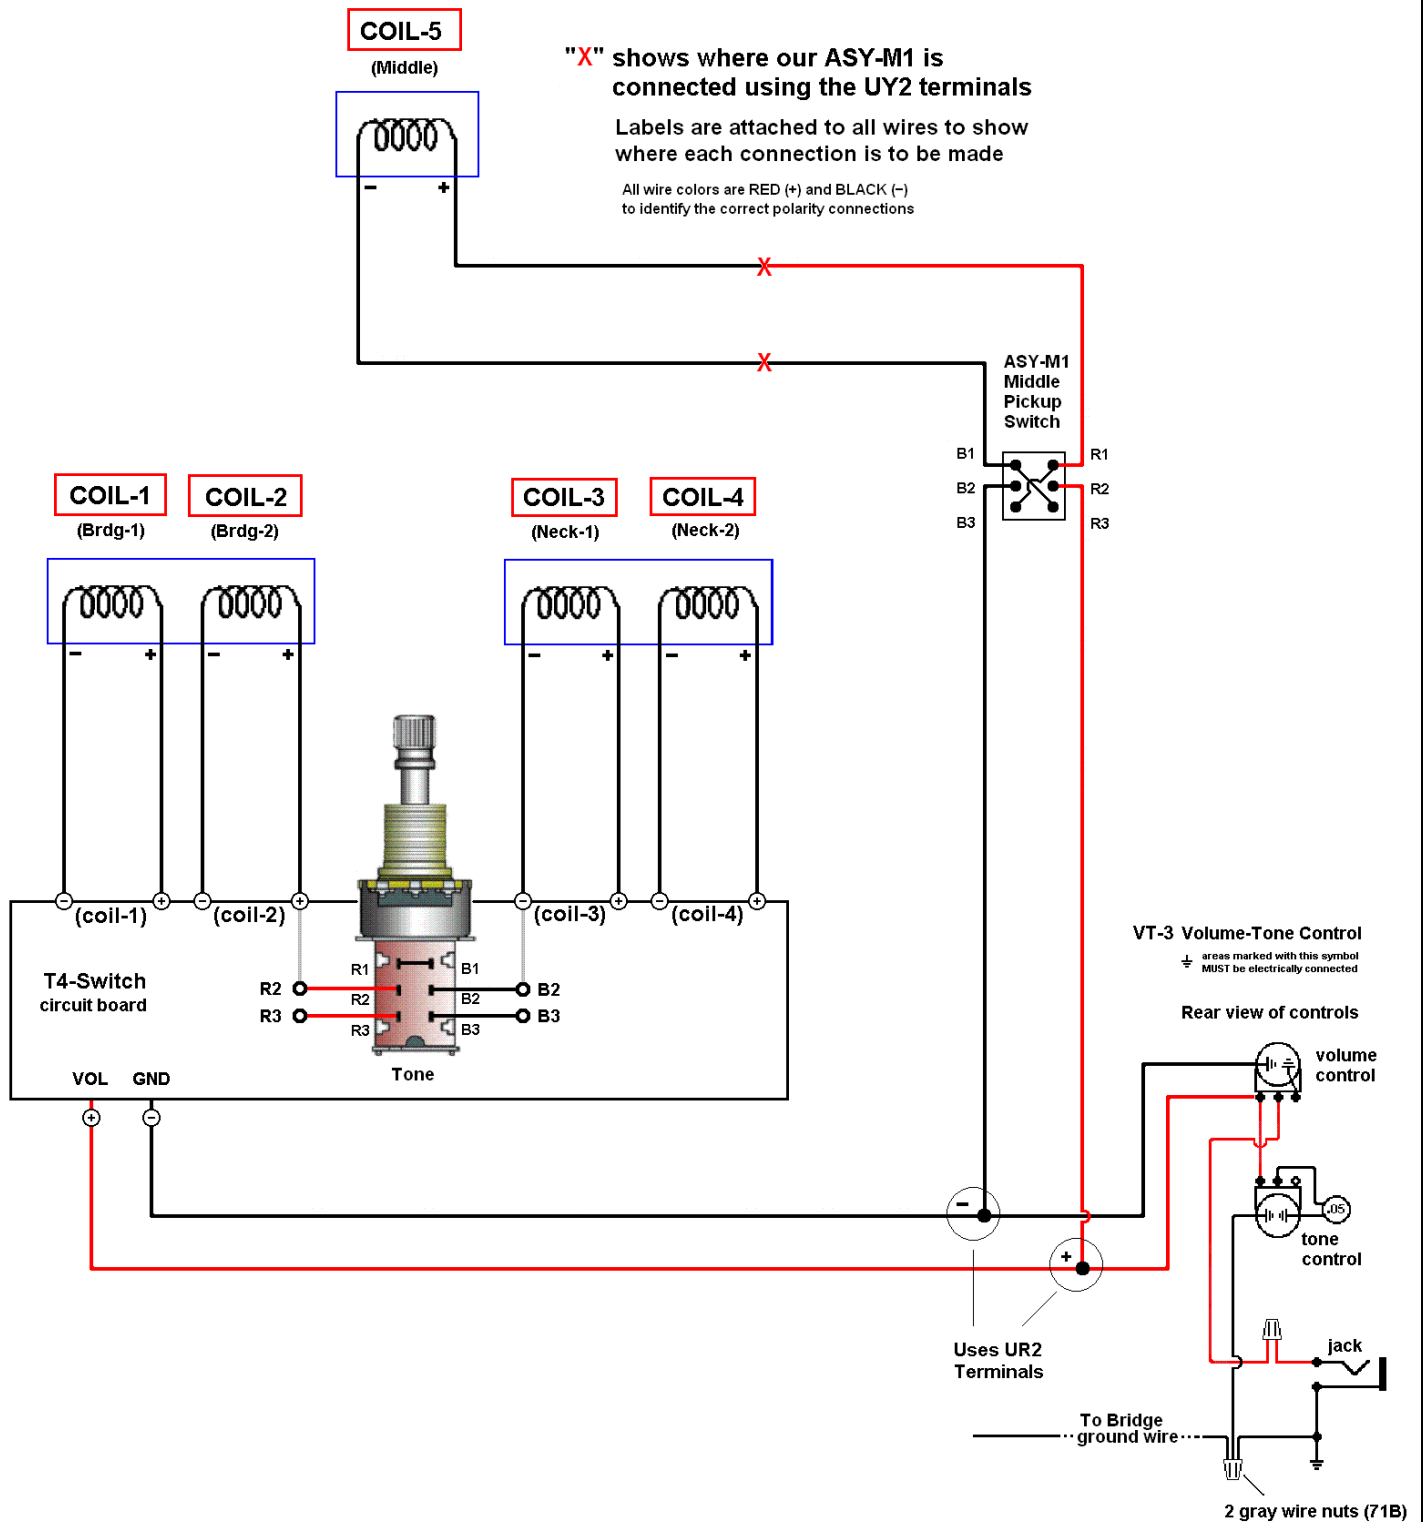 COIL-5
(Middle)
"X" shows where our ASY-M1 is
connected using the UY2 terminals
Labels are attached to all wires to show
where each connection is to be made
All wire colors are RED (+) and BLACK (−)
to identify the correct polarity connections
− +
X
X
ASY-M1
Middle
Pickup
Switch
B1 R1
B2 R2
B3 R3
COIL-1
(Brdg-1)
COIL-2
(Brdg-2)
COIL-3
(Neck-1)
COIL-4
(Neck-2)
− + − + − + − +
− + − + − + − +
(coil-1) (coil-2) (coil-3) (coil-4)
T4-Switch
circuit board
R1 B1
R2 R2 B2 B2
R3 R3 B3 B3
Tone
VOL GND
+ −
VT-3 Volume-Tone Control
areas marked with this symbol
MUST be electrically connected
Rear view of controls
volume
control
.05
tone
control
−
+
Uses UR2
Terminals
jack
To Bridge
ground wire
2 gray wire nuts (71B)